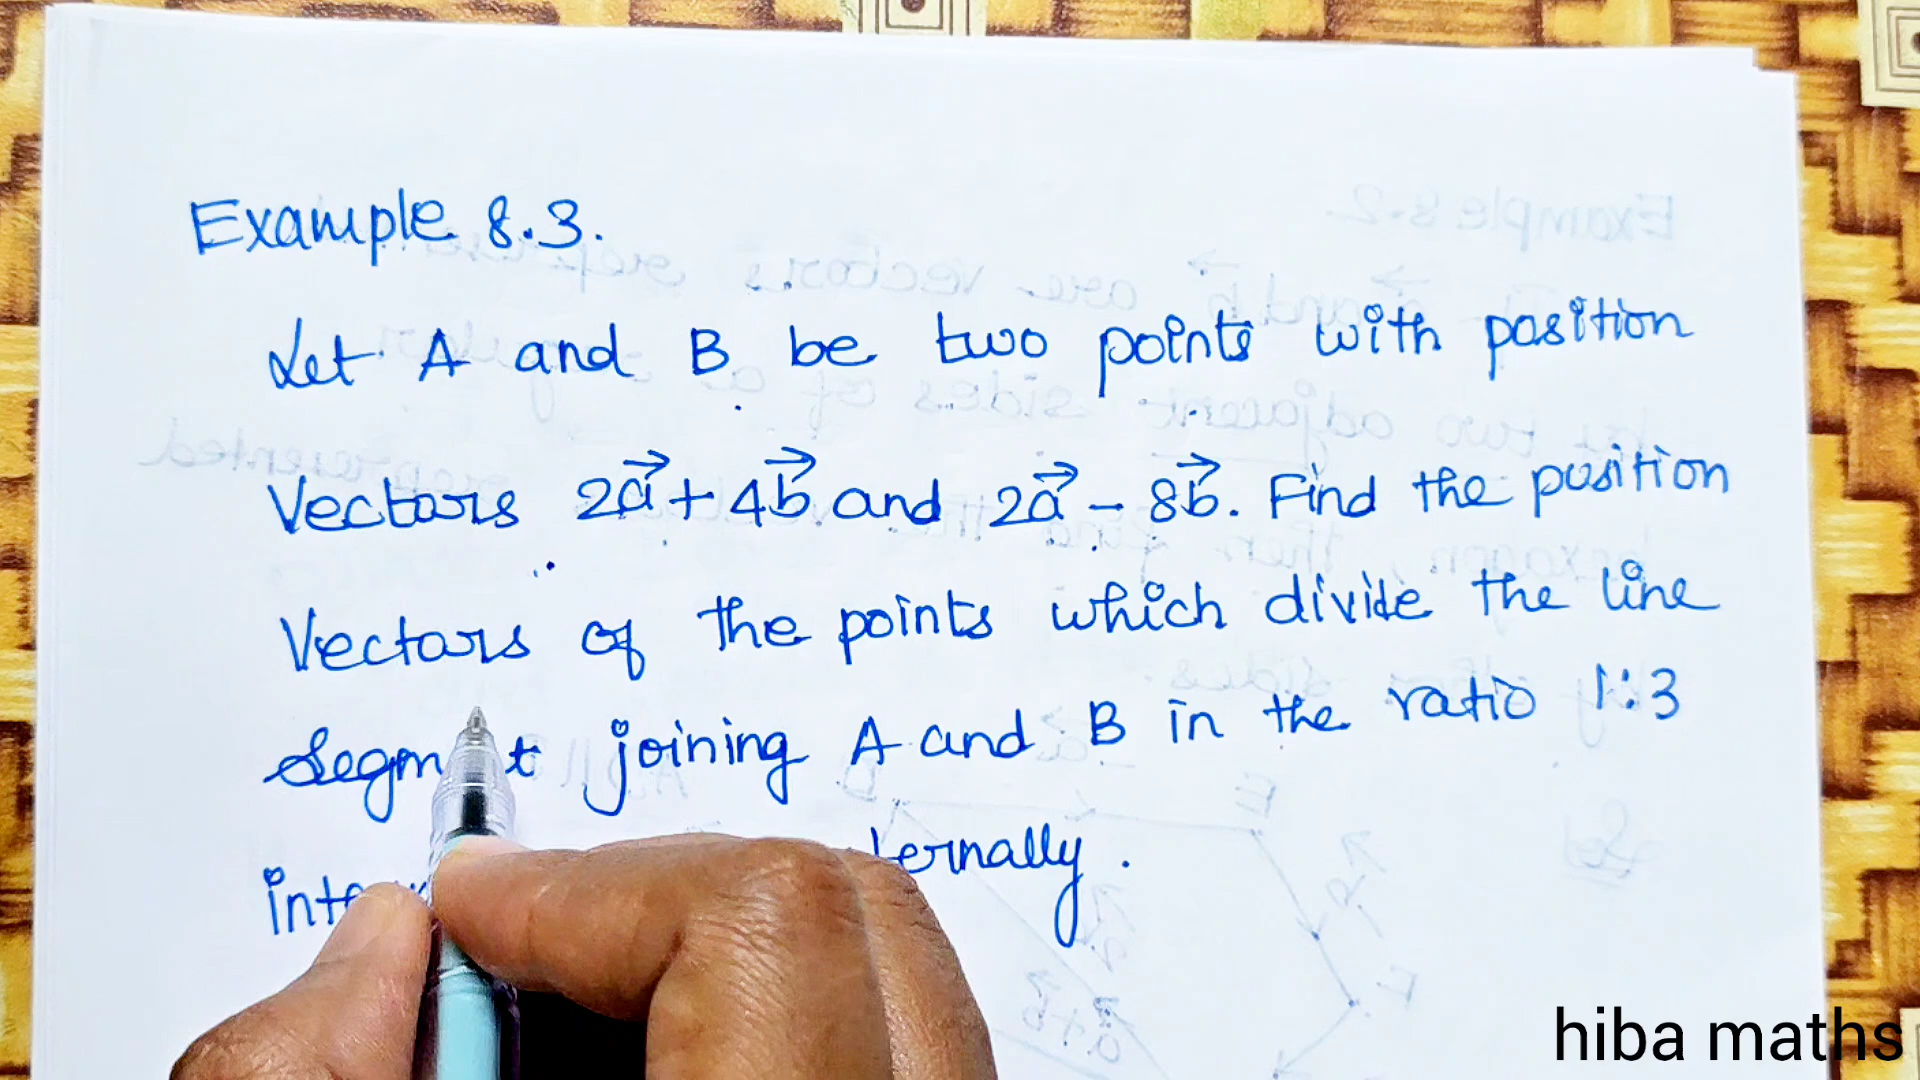 Example 8.3.
Let A and B be two points with position
Vectors 2a⃗ + 4b⃗ and 2a⃗ - 8b⃗. Find the position
Vectors of the points which divide the line
joining A and B in the ratio 1:3
hiba maths